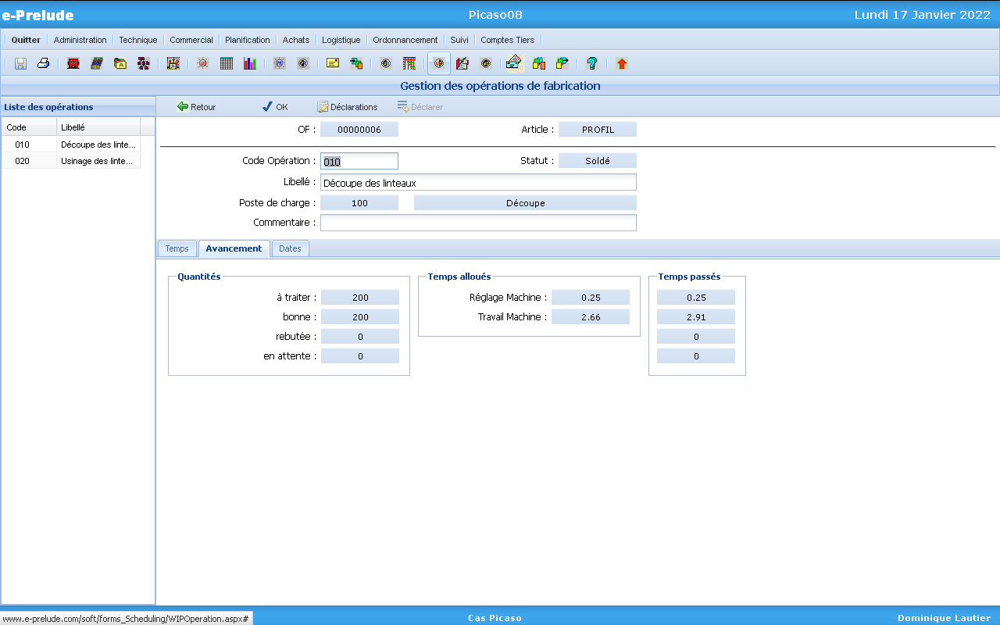 e-Prelude Picaso08 Lundi 17 Janvier 2022
Quitter Administration Technique Commercial Planification Achats Logistique Ordonnancement Suivi Comptes Tiers
Gestion des opérations de fabrication
Liste des opérations
Retour OK Déclarations Déclarer
Code Libellé
010 Découpe des linte...
020 Usinage des linte...
OF : 00000006 Article : PROFIL
Code Opération : 010 Statut : Soldé
Libellé : Découpe des linteaux
Poste de charge : 100 Découpe
Commentaire :
Temps Avancement Dates
Quantités Temps alloués Temps passés
à traiter : 200 Réglage Machine : 0.25 0.25
bonne : 200 Travail Machine : 2.66 2.91
rebutée : 0 0
en attente : 0 0
www.e-prelude.com/soft/forms_Scheduling/WIPOperation.aspx# Cas Picaso Dominique Lautier